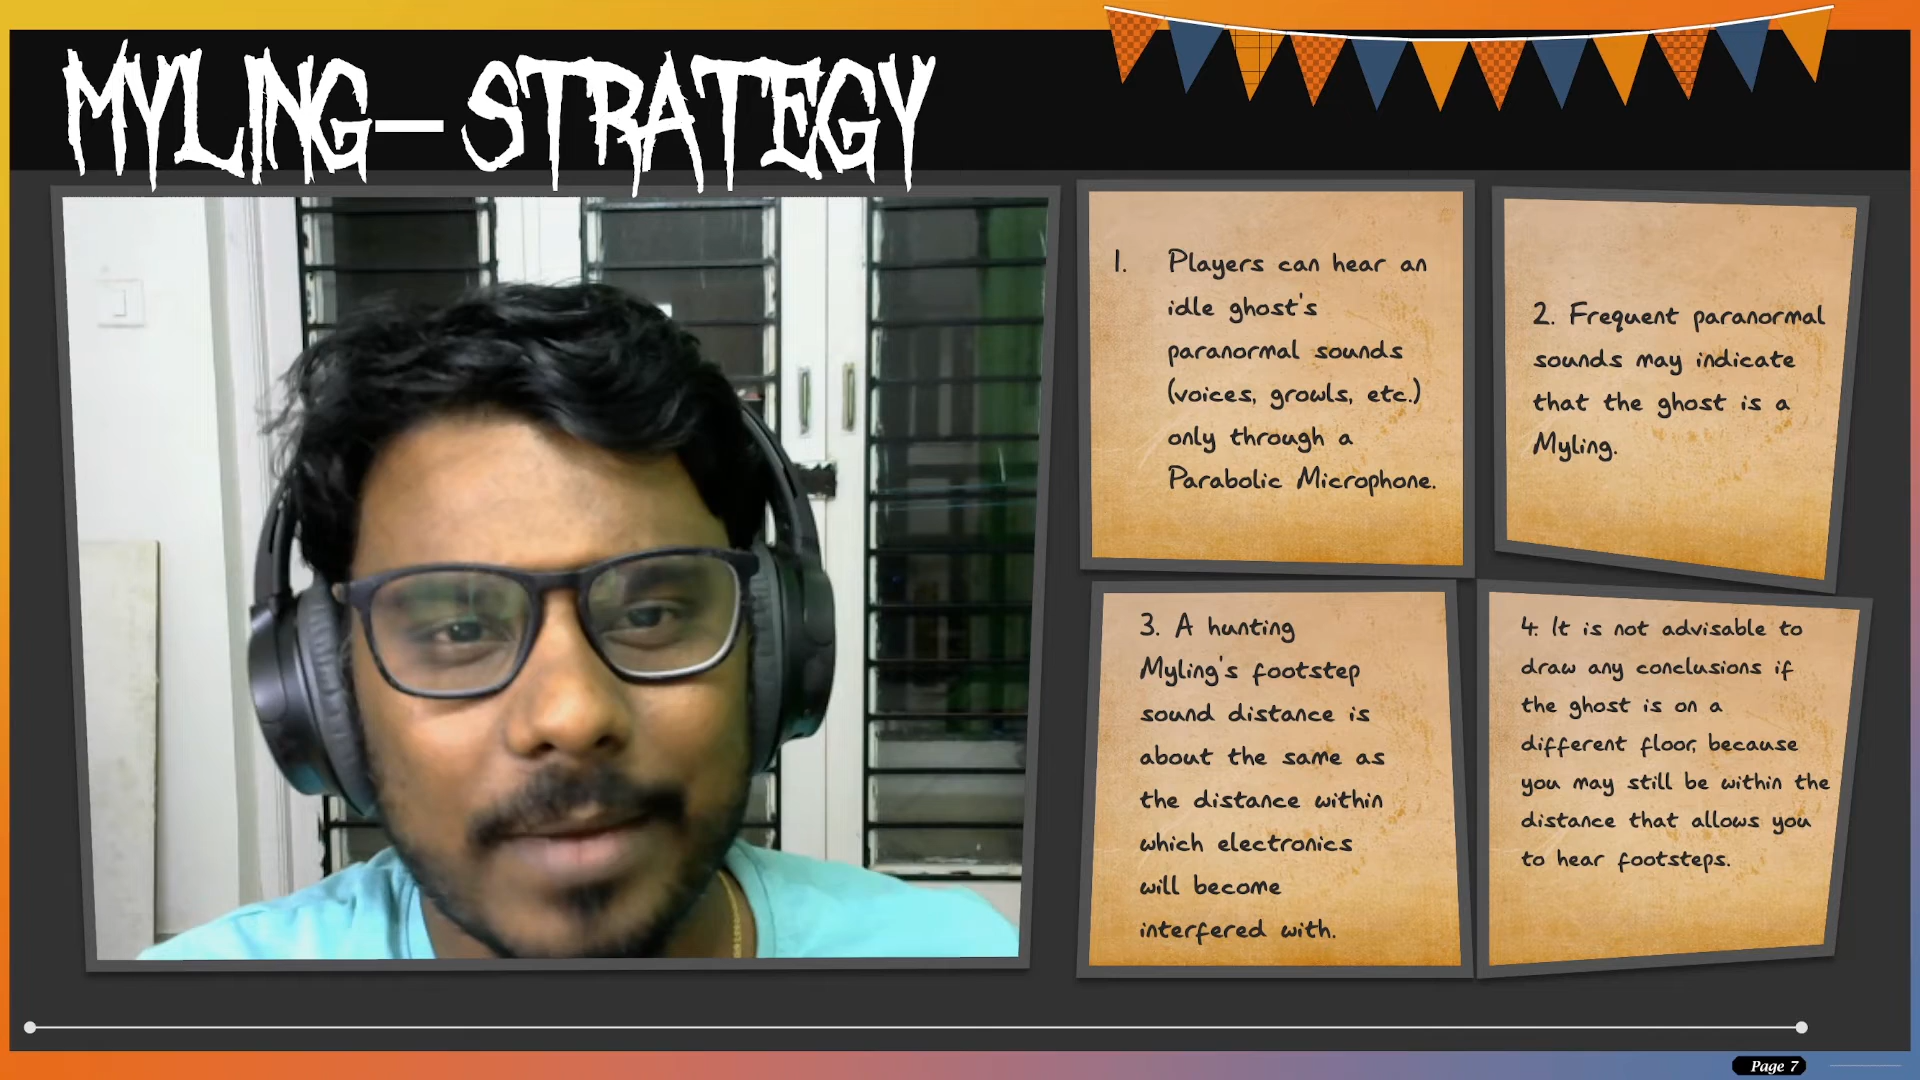 MYLING– STRATEGY
1. Players can hear an
idle ghost's
paranormal sounds
(voices, growls, etc.)
only through a
Parabolic Microphone.
2. Frequent paranormal
sounds may indicate
that the ghost is a
Myling.
3. A hunting
Myling's footstep
sound distance is
about the same as
the distance within
which electronics
will become
interfered with.
4. It is not advisable to
draw any conclusions if
the ghost is on a
different floor, because
you may still be within the
distance that allows you
to hear footsteps.
Page 7